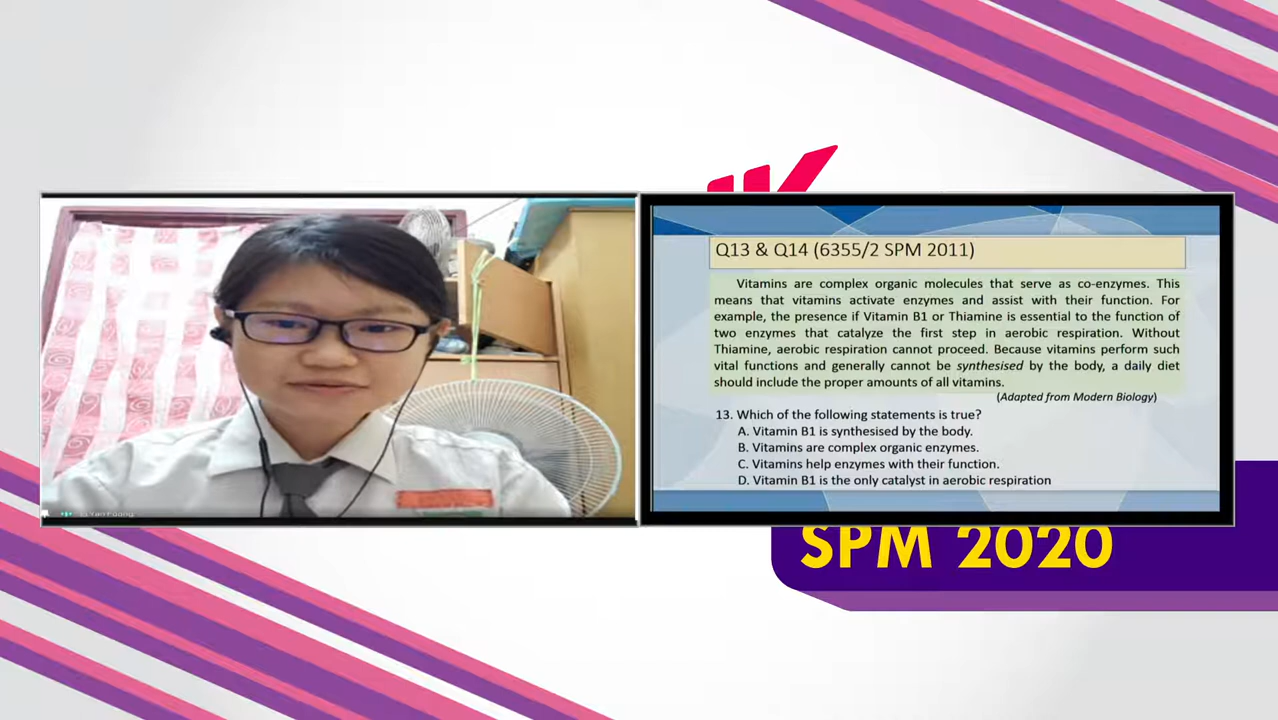 Q13 & Q14 (6355/2 SPM 2011)
Vitamins are complex organic molecules that serve as co-enzymes. This
means that vitamins activate enzymes and assist with their function. For
example, the presence if Vitamin B1 or Thiamine is essential to the function of
two enzymes that catalyze the first step in aerobic respiration. Without
Thiamine, aerobic respiration cannot proceed. Because vitamins perform such
vital functions and generally cannot be synthesised by the body, a daily diet
should include the proper amounts of all vitamins.
(Adapted from Modern Biology)
13. Which of the following statements is true?
A. Vitamin B1 is synthesised by the body.
B. Vitamins are complex organic enzymes.
C. Vitamins help enzymes with their function.
D. Vitamin B1 is the only catalyst in aerobic respiration
SPM 2020